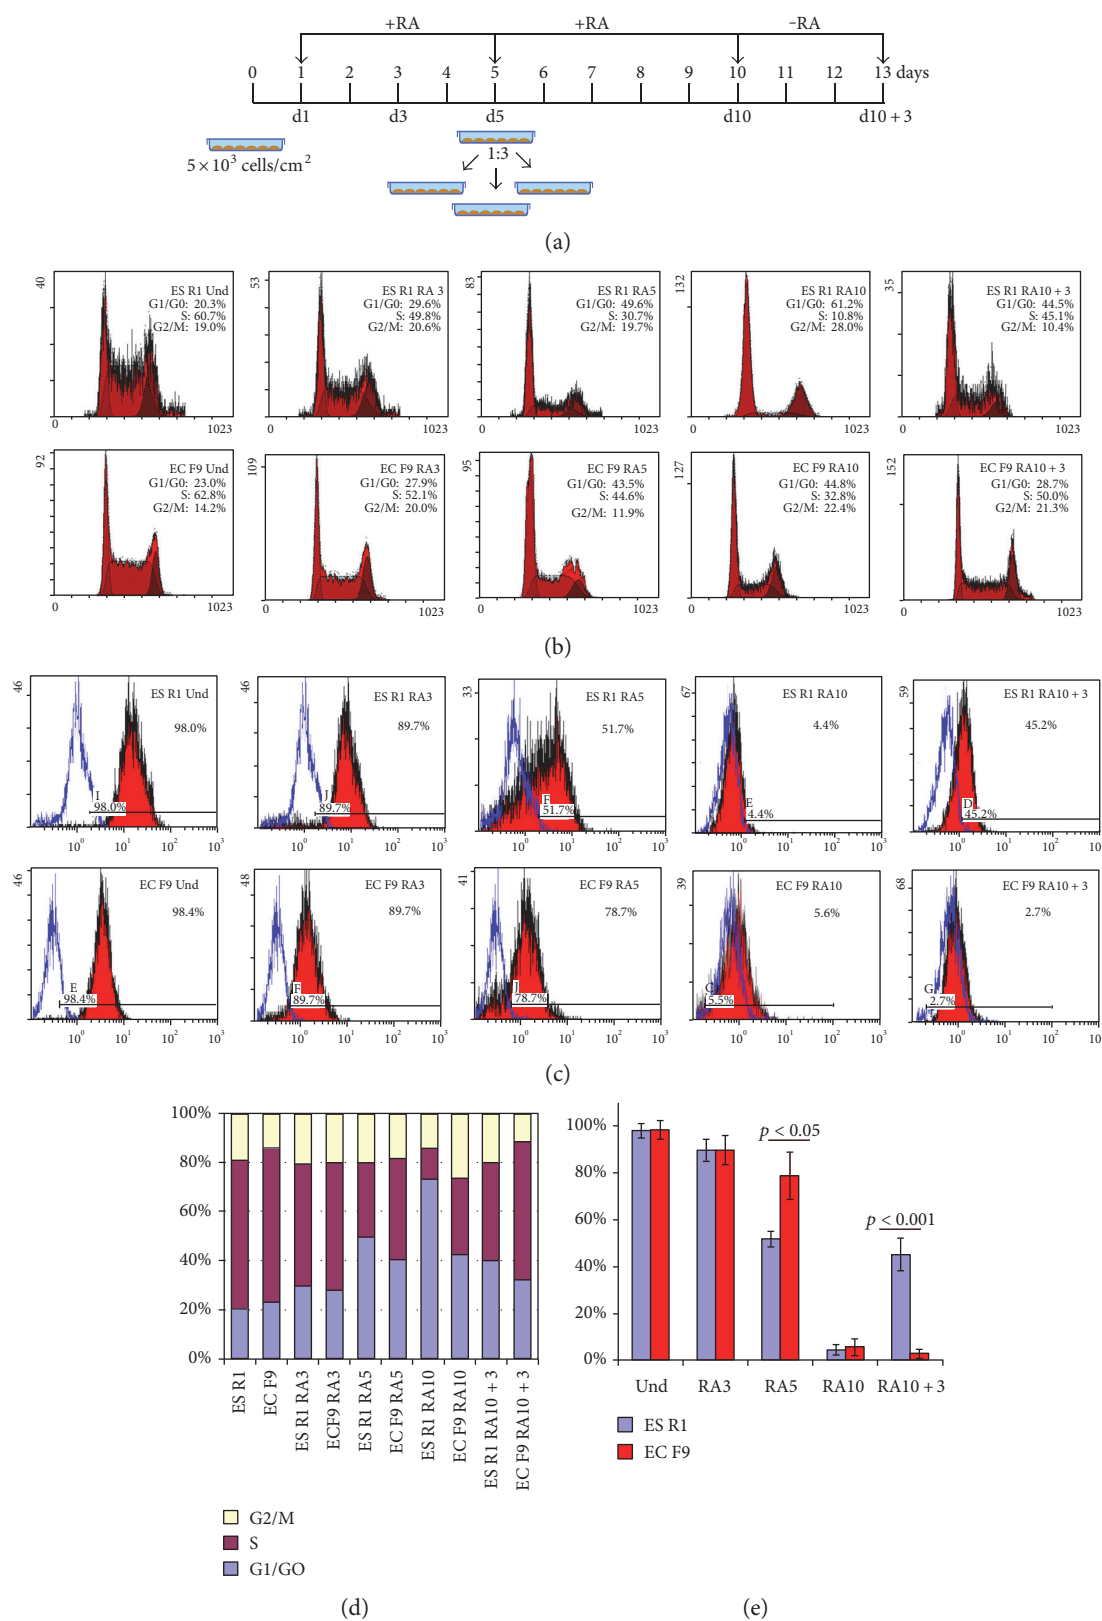 +RA +RA -RA
0 1 2 3 4 5 6 7 8 9 10 11 12 13 days
d1 d3 d5 d10 d10 + 3
5 × 10³ cells/cm²
1:3
(a)
40
ES R1 Und
G1/G0: 20.3%
S: 60.7%
G2/M: 19.0%
0 1023
53
ES R1 RA 3
G1/G0: 29.6%
S: 49.8%
G2/M: 20.6%
0 1023
83
ES R1 RA5
G1/G0: 49.6%
S: 30.7%
G2/M: 19.7%
0 1023
132
ES R1 RA10
G1/G0: 61.2%
S: 10.8%
G2/M: 28.0%
0 1023
35
ES R1 RA10 + 3
G1/G0: 44.5%
S: 45.1%
G2/M: 10.4%
0 1023
92
EC F9 Und
G1/G0: 23.0%
S: 62.8%
G2/M: 14.2%
0 1023
109
EC F9 RA3
G1/G0: 27.9%
S: 52.1%
G2/M: 20.0%
0 1023
95
EC F9 RA5
G1/G0: 43.5%
S: 44.6%
G2/M: 11.9%
0 1023
127
EC F9 RA10
G1/G0: 44.8%
S: 32.8%
G2/M: 22.4%
0 1023
152
EC F9 RA10 + 3
G1/G0: 28.7%
S: 50.0%
G2/M: 21.3%
0 1023
(b)
46
ES R1 Und
98.0%
I
98.0%
10⁰ 10¹ 10² 10³
46
ES R1 RA3
89.7%
J
89.7%
10⁰ 10¹ 10² 10³
33
ES R1 RA5
51.7%
F
51.7%
10⁰ 10¹ 10² 10³
67
ES R1 RA10
4.4%
E
4.4%
10⁰ 10¹ 10² 10³
59
ES R1 RA10 + 3
45.2%
D
45.2%
10⁰ 10¹ 10² 10
46
EC F9 Und
98.4%
E
98.4%
10⁰ 10¹ 10² 10³
48
EC F9 RA3
89.7%
F
89.7%
10⁰ 10¹ 10² 10³
41
EC F9 RA5
78.7%
J
78.7%
10⁰ 10¹ 10² 10³
39
EC F9 RA10
5.6%
C
5.5%
10⁰ 10¹ 10² 10³
68
EC F9 RA10 + 3
2.7%
G
2.7%
10⁰ 10¹ 10² 10
(c)
100%
80%
60%
40%
20%
0%
ES R1
EC F9
ES R1 RA3
ECF9 RA3
ES R1 RA5
EC F9 RA5
ES R1 RA10
EC F9 RA10
ES R1 RA10 + 3
EC F9 RA10 + 3
G2/M
S
G1/GO
(d)
100%
80%
60%
40%
20%
0%
p < 0.05
p < 0.001
Und RA3 RA5 RA10 RA10 + 3
ES R1
EC F9
(e)